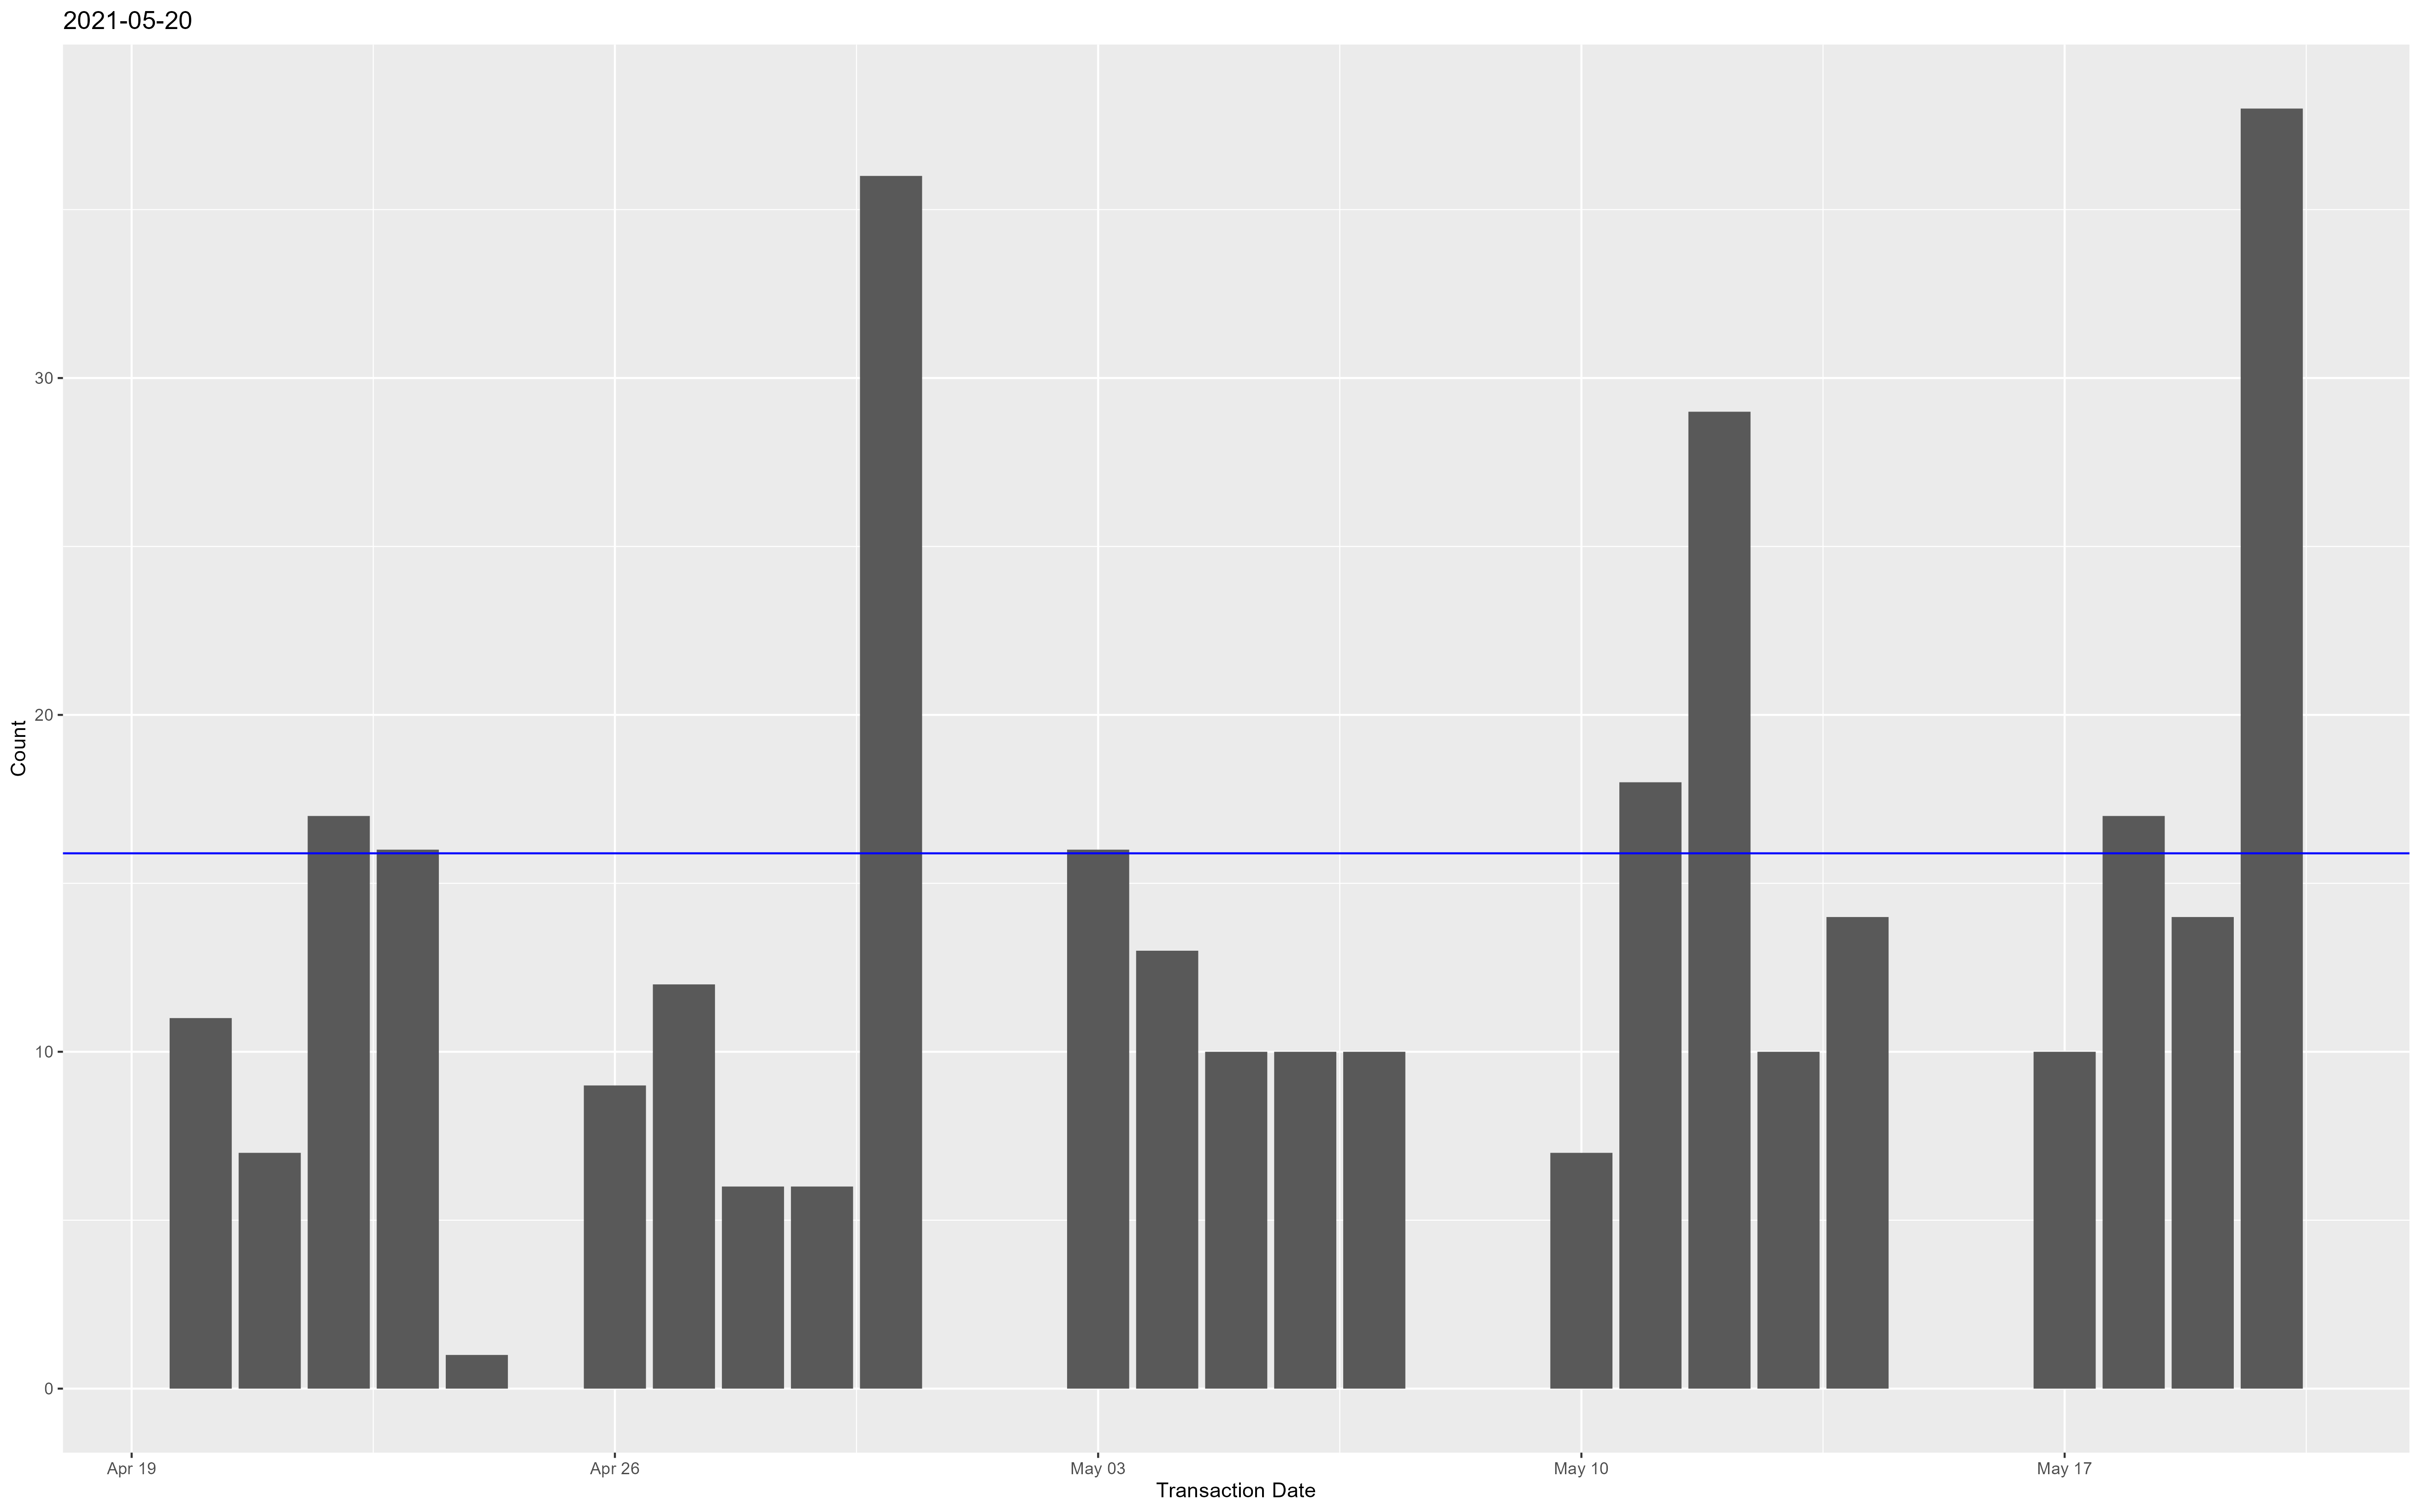 2021-05-20
Count
30
20
10
0
Apr 19
Apr 26
May 03
May 10
May 17
Transaction Date